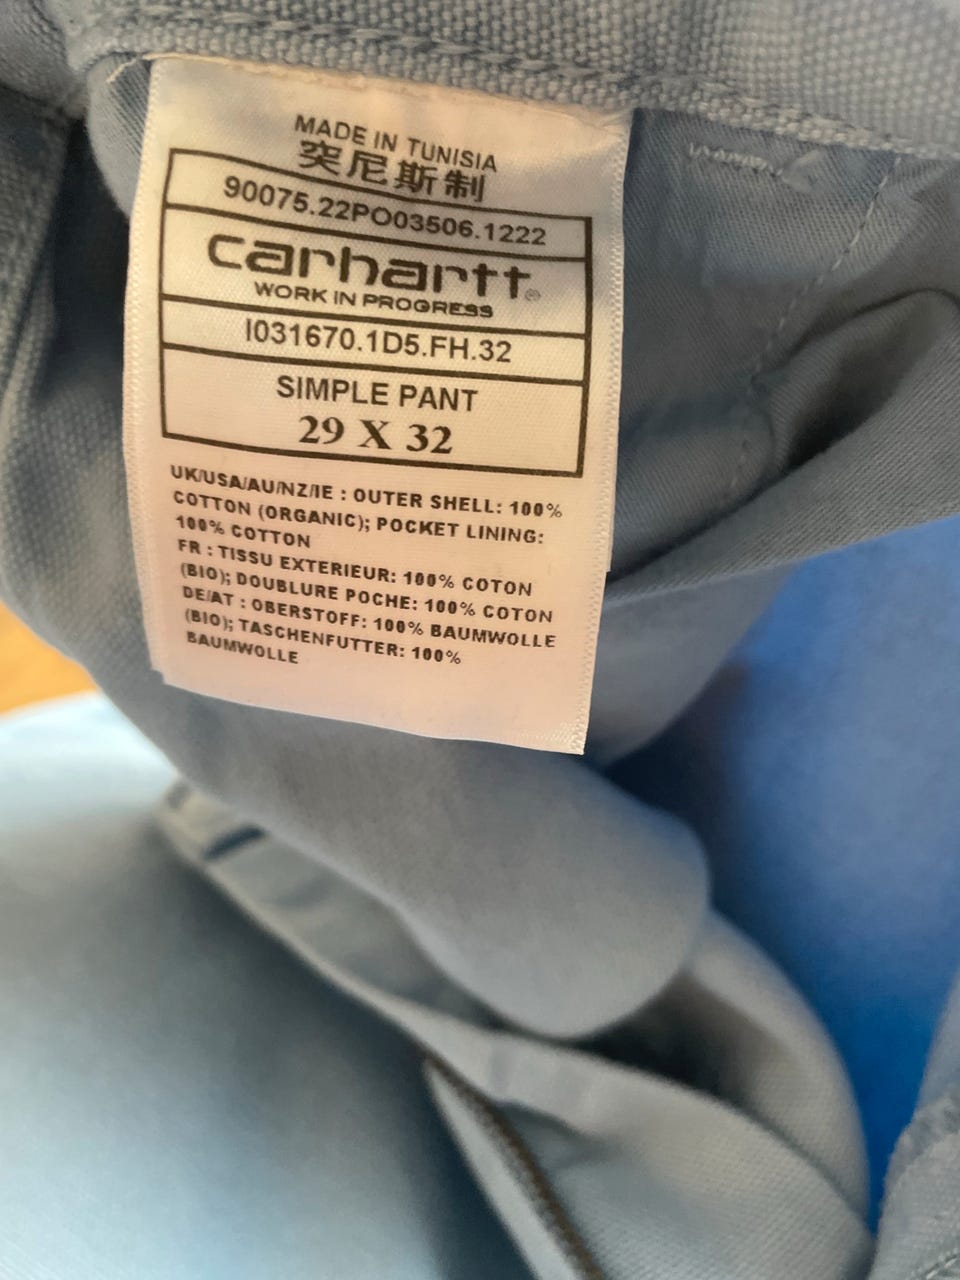 MADE IN TUNISIA
突尼斯制
90075.22PO03506.1222
carhartt®
WORK IN PROGRESS
I031670.1D5.FH.32
SIMPLE PANT
29 X 32
UK/USA/AU/NZ/IE : OUTER SHELL: 100%
COTTON (ORGANIC); POCKET LINING:
100% COTTON
FR : TISSU EXTERIEUR: 100% COTON
(BIO); DOUBLURE POCHE: 100% COTON
DE/AT : OBERSTOFF: 100% BAUMWOLLE
(BIO); TASCHENFUTTER: 100%
BAUMWOLLE